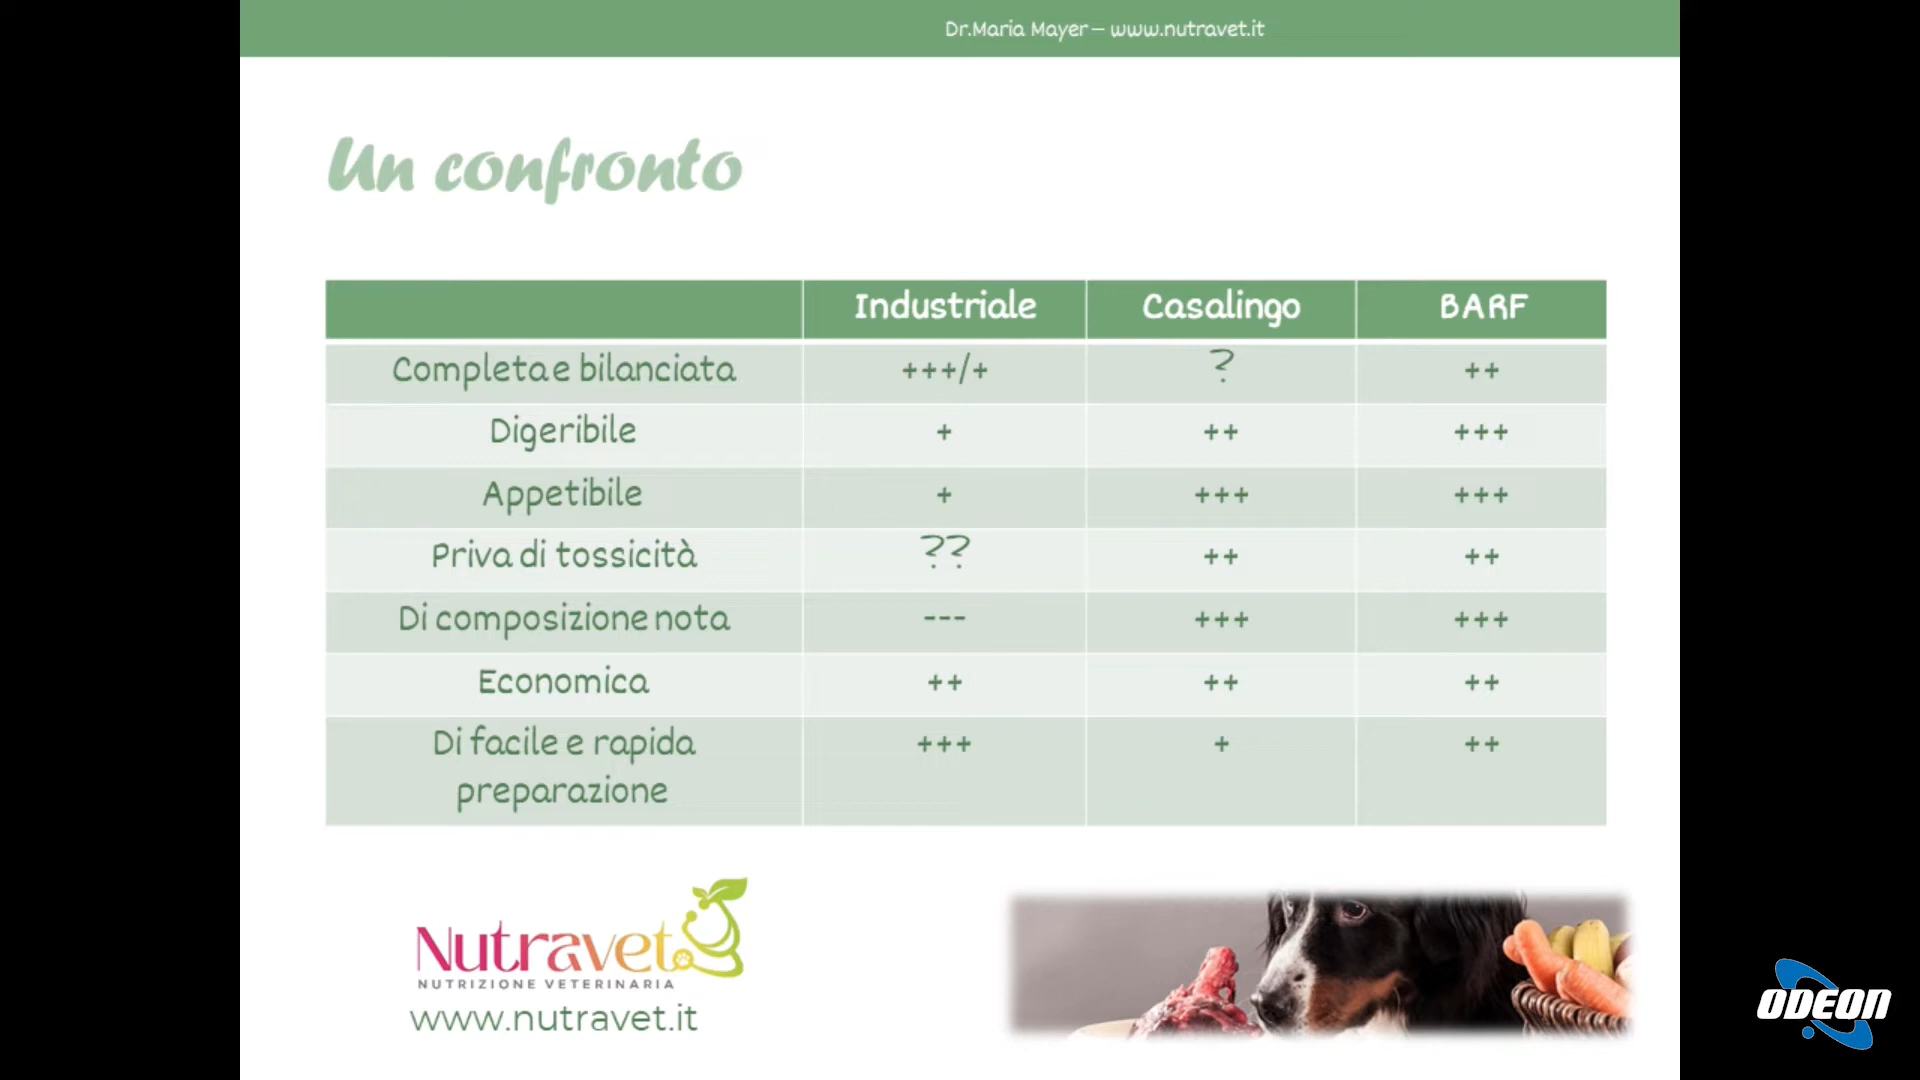 Dr.Maria Mayer – www.nutravet.it
Un confronto
Industriale Casalingo BARF
Completa e bilanciata +++/+ ? ++
Digeribile + ++ +++
Appetibile + +++ +++
Priva di tossicità ?? ++ ++
Di composizione nota --- +++ +++
Economica ++ ++ ++
Di facile e rapida +++ + ++
preparazione
Nutravet
NUTRIZIONE VETERINARIA
www.nutravet.it
ODEON